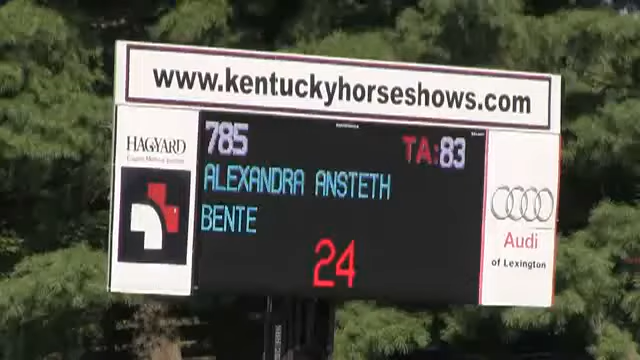 www.kentuckyhorseshows.com
HAGYARD
785
TA:83
ALEXANDRA ANSTETH
BENTE
24
Audi
of Lexington